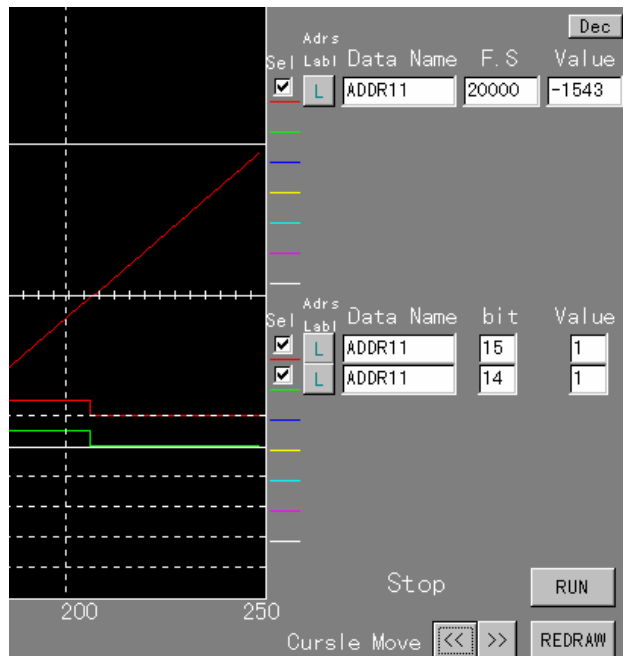 Dec
Adrs
Sel Labl Data Name F.S Value
L ADDR11 20000 -1543
Adrs
Sel Labl Data Name bit Value
L ADDR11 15 1
L ADDR11 14 1
Stop RUN
200 250
Cursle Move << >> REDRAW